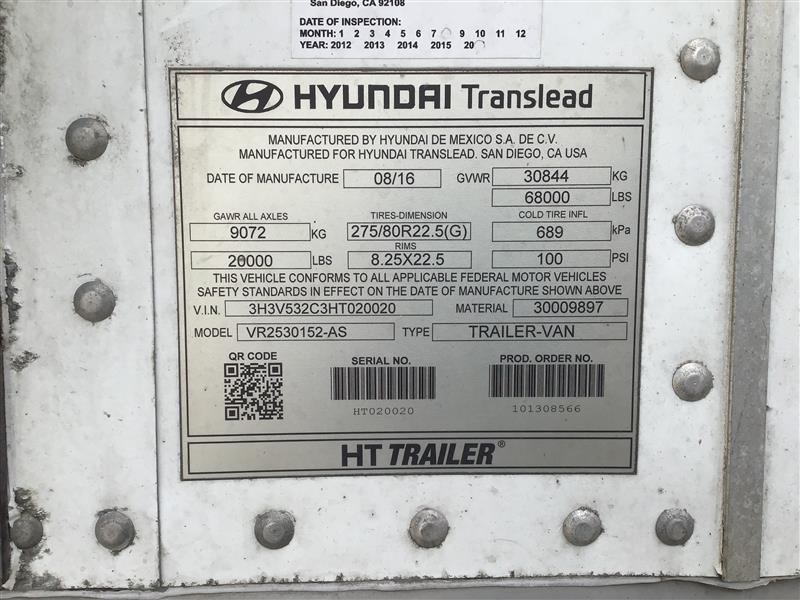 San Diego, CA 92108
DATE OF INSPECTION:
MONTH: 1 2 3 4 5 6 7 9 10 11 12
YEAR: 2012 2013 2014 2015
HYUNDAI Translead
MANUFACTURED BY HYUNDAI DE MEXICO S.A. DE C.V.
MANUFACTURED FOR HYUNDAI TRANSLEAD. SAN DIEGO, CA USA
DATE OF MANUFACTURE 08/16 GVWR 30844 KG
68000 LBS
GAWR ALL AXLES TIRES-DIMENSION COLD TIRE INFL
9072 KG 275/80R22.5(G) 689 kPa
RIMS
20000 LBS 8.25X22.5 100 PSI
THIS VEHICLE CONFORMS TO ALL APPLICABLE FEDERAL MOTOR VEHICLES
SAFETY STANDARDS IN EFFECT ON THE DATE OF MANUFACTURE SHOWN ABOVE
V.I.N. 3H3V532C3HT020020 MATERIAL 30009897
MODEL VR2530152-AS TYPE TRAILER-VAN
QR CODE SERIAL NO. PROD. ORDER NO.
HT020020 101308566
HT TRAILER®